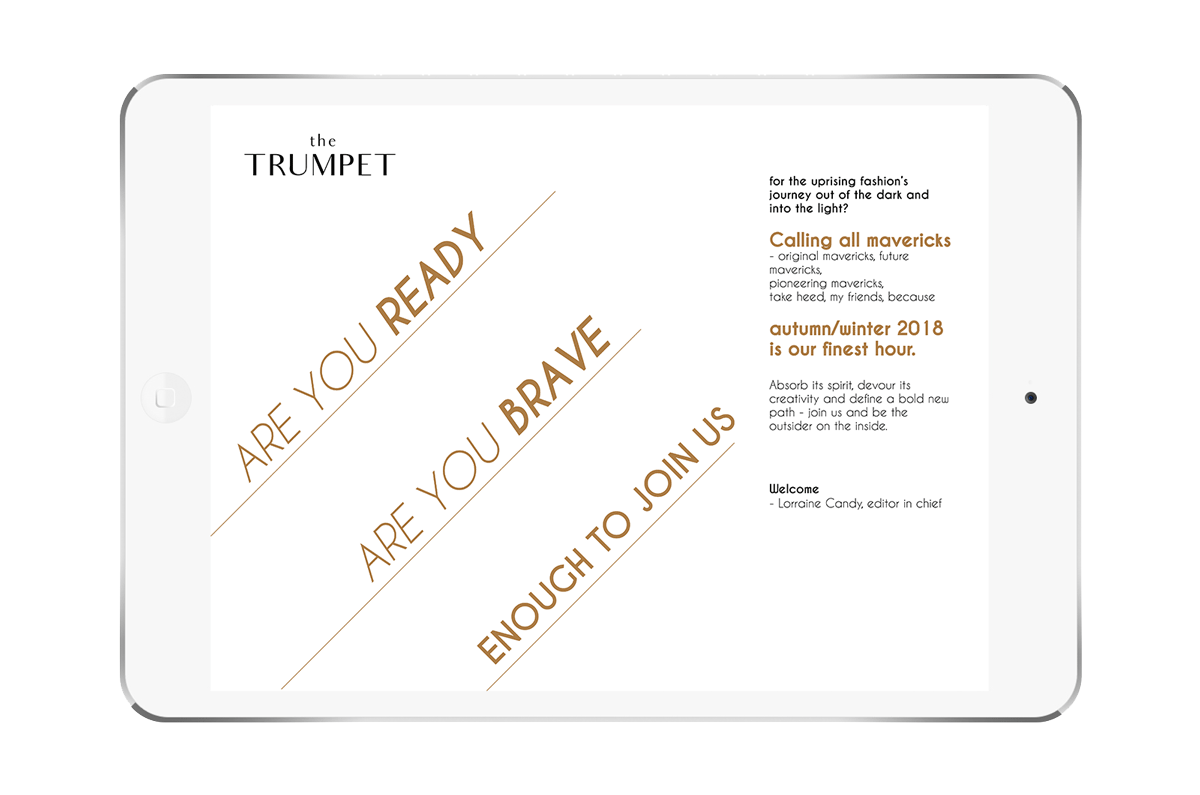 the
TRUMPET
ARE YOU READY
ARE YOU BRAVE
ENOUGH TO JOIN US
for the uprising fashion's
journey out of the dark and
into the light?
Calling all mavericks
- original mavericks, future
mavericks,
pioneering mavericks,
take heed, my friends, because
autumn/winter 2018
is our finest hour.
Absorb its spirit, devour its
creativity and define a bold new
path - join us and be the
outsider on the inside.
Welcome
- Lorraine Candy, editor in chief